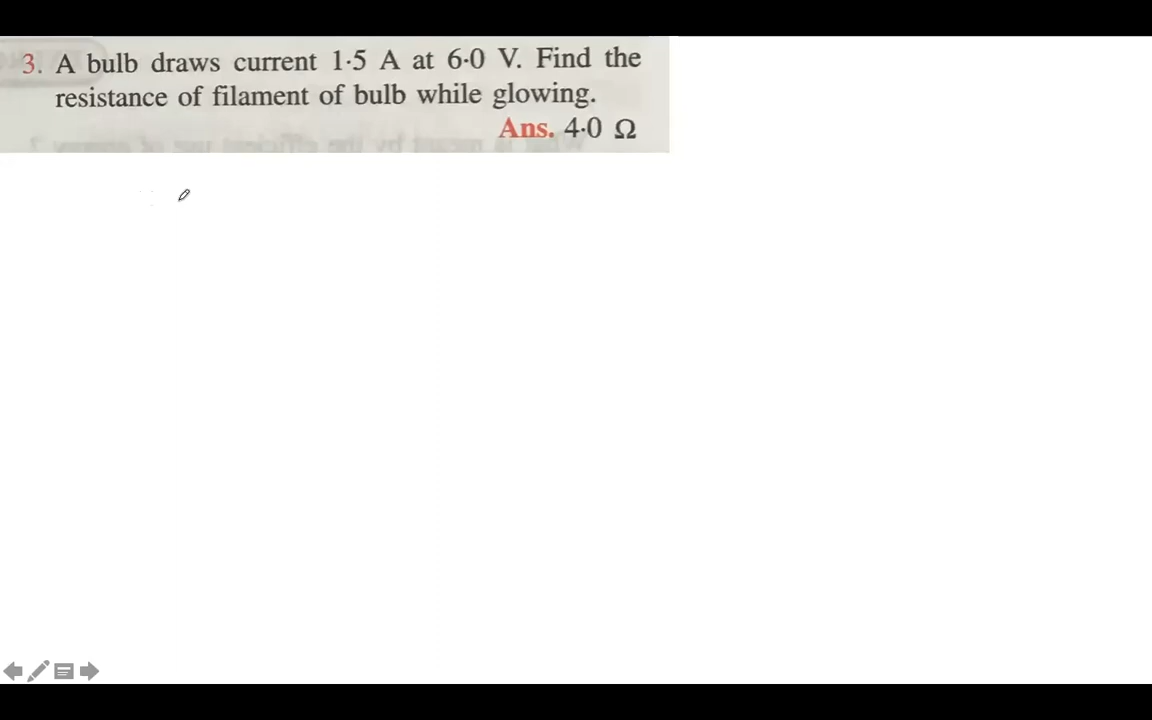 3. A bulb draws current 1·5 A at 6·0 V. Find the
resistance of filament of bulb while glowing.
Ans. 4·0 Ω